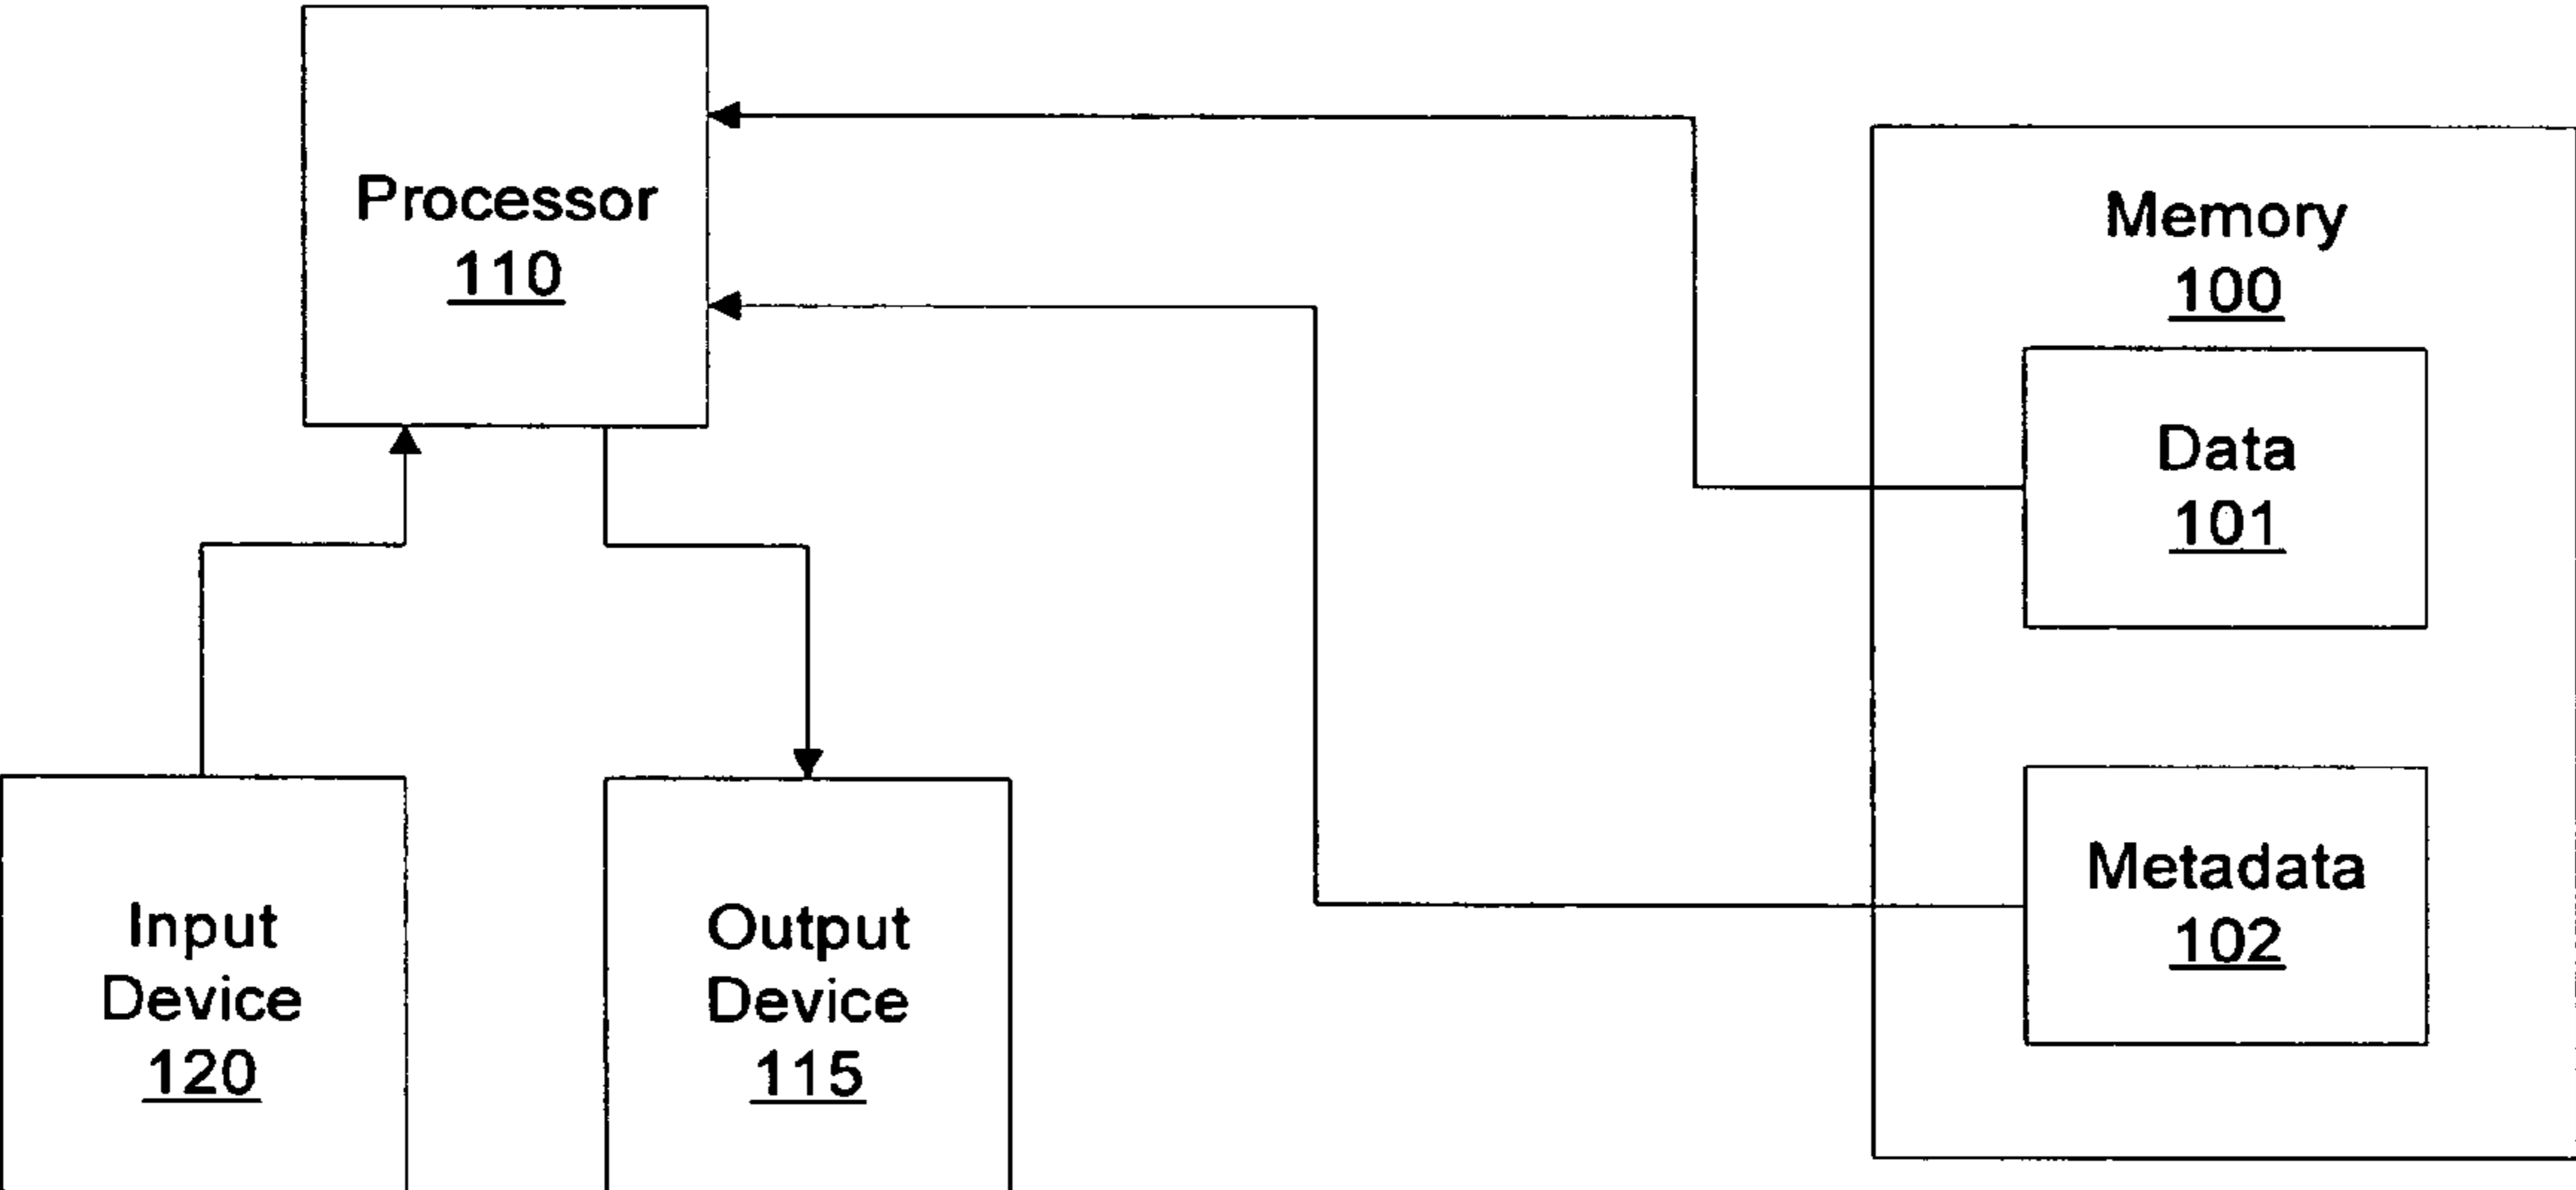 Processor
110
Memory
100
Data
101
Metadata
102
Input
Device
120
Output
Device
115